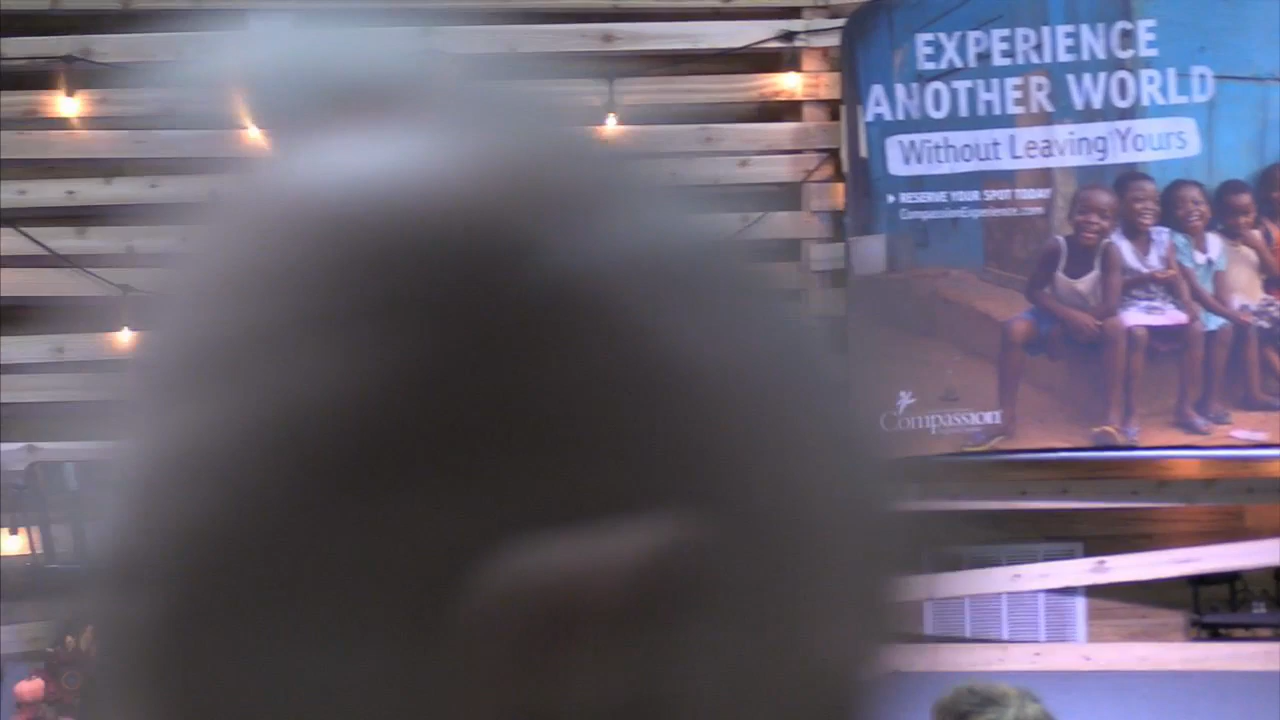 EXPERIENCE
ANOTHER WORLD
Without Leaving Yours
RESERVE YOUR SPOT TODAY
CompassionExperience.com
Compassion